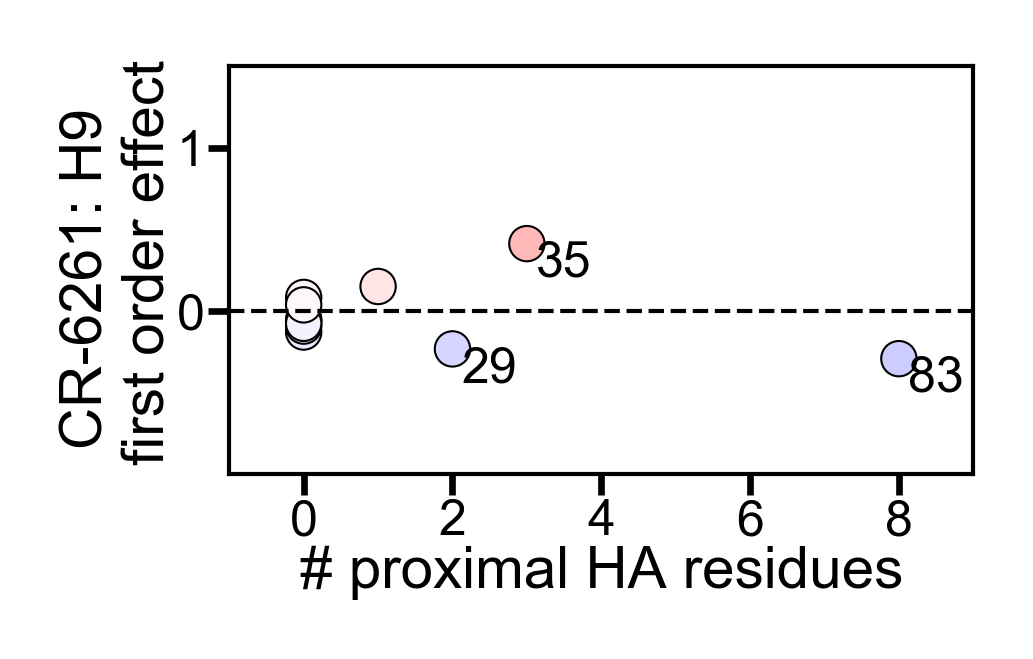 CR-6261: H9
first order effect
1
0
35
29
83
0 2 4 6 8
# proximal HA residues